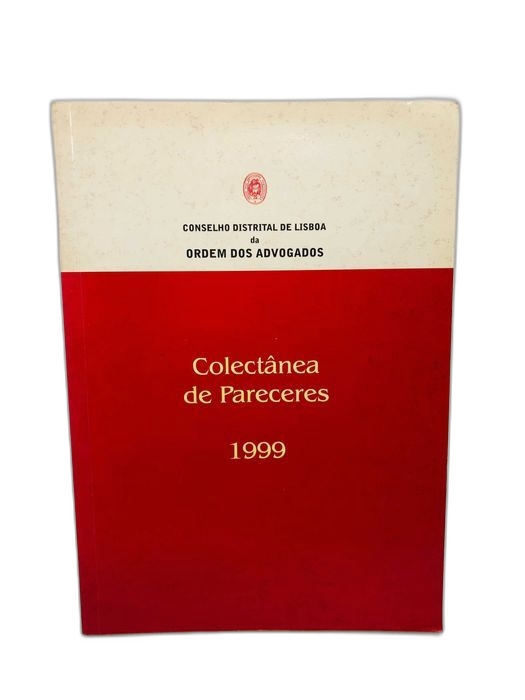 CONSELHO DISTRITAL DE LISBOA
da
ORDEM DOS ADVOGADOS
Colectânea
de Pareceres
1999